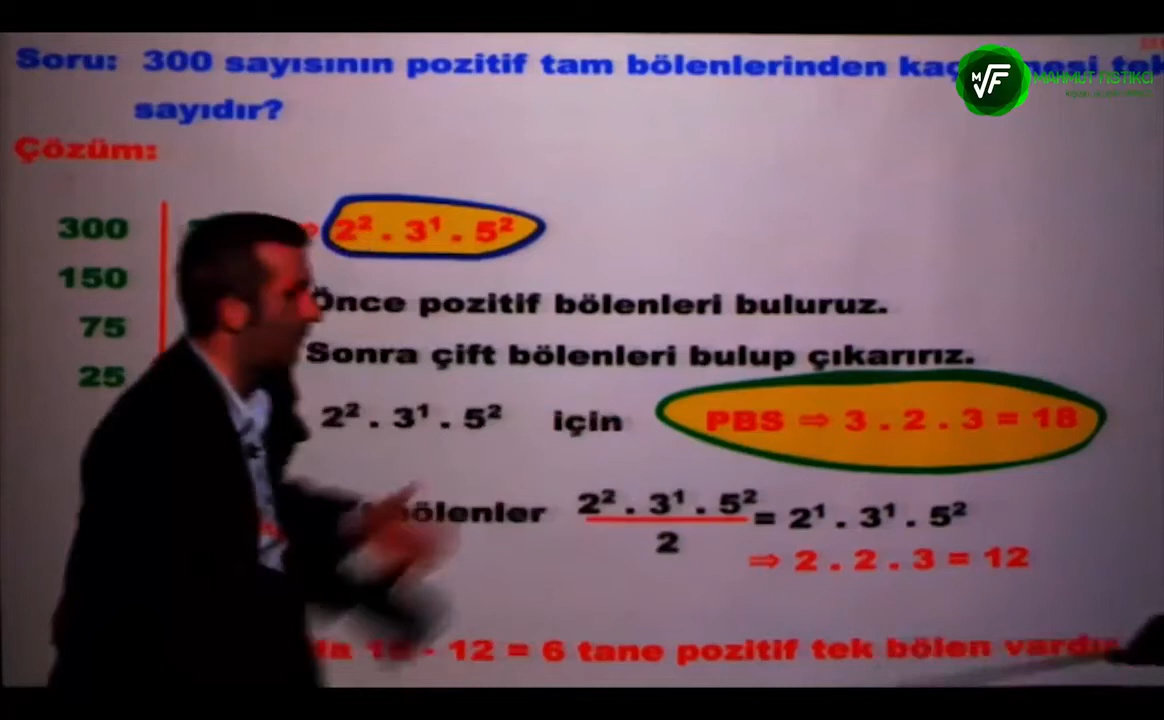 Soru: 300 sayısının pozitif tam bölenlerinden tek
sayıdır?
MAHMUT
Çözüm:
300 ⇒ 2² . 3¹ . 5²
150
75
25
Önce pozitif bölenleri buluruz.
Sonra çift bölenleri bulup çıkarırız.
2² . 3¹ . 5² için PBS ⇒ 3 . 2 . 3 = 18
bölenler 2² . 3¹ . 5² / 2 = 2¹ . 3¹ . 5²
⇒ 2 . 2 . 3 = 12
- 12 = 6 tane pozitif tek bölen vardır